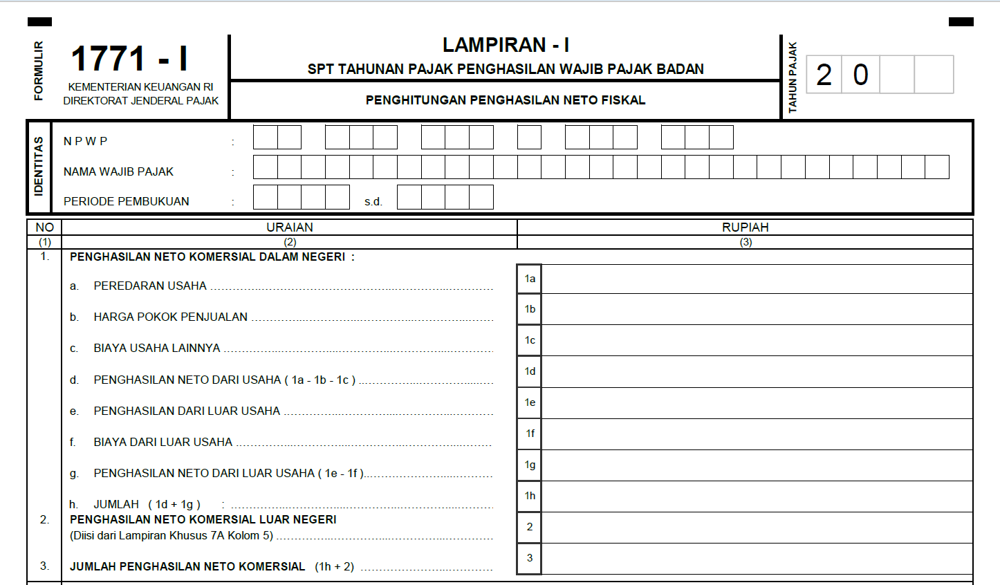 FORMULIR
1771 - I
KEMENTERIAN KEUANGAN RI
DIREKTORAT JENDERAL PAJAK
LAMPIRAN - I
SPT TAHUNAN PAJAK PENGHASILAN WAJIB PAJAK BADAN
PENGHITUNGAN PENGHASILAN NETO FISKAL
TAHUN PAJAK
2 0
IDENTITAS
N P W P :
NAMA WAJIB PAJAK :
PERIODE PEMBUKUAN : s.d.
NO URAIAN RUPIAH
(1) (2) (3)
1. PENGHASILAN NETO KOMERSIAL DALAM NEGERI :
a. PEREDARAN USAHA ................................................ 1a
b. HARGA POKOK PENJUALAN ................................................ 1b
c. BIAYA USAHA LAINNYA ................................................ 1c
d. PENGHASILAN NETO DARI USAHA ( 1a - 1b - 1c ) ................................ 1d
e. PENGHASILAN DARI LUAR USAHA ................................................ 1e
f. BIAYA DARI LUAR USAHA ................................................ 1f
g. PENGHASILAN NETO DARI LUAR USAHA ( 1e - 1f )................................ 1g
h. JUMLAH ( 1d + 1g ) : ................................................ 1h
2. PENGHASILAN NETO KOMERSIAL LUAR NEGERI
(Diisi dari Lampiran Khusus 7A Kolom 5) ................................................ 2
3. JUMLAH PENGHASILAN NETO KOMERSIAL (1h + 2) ................................ 3